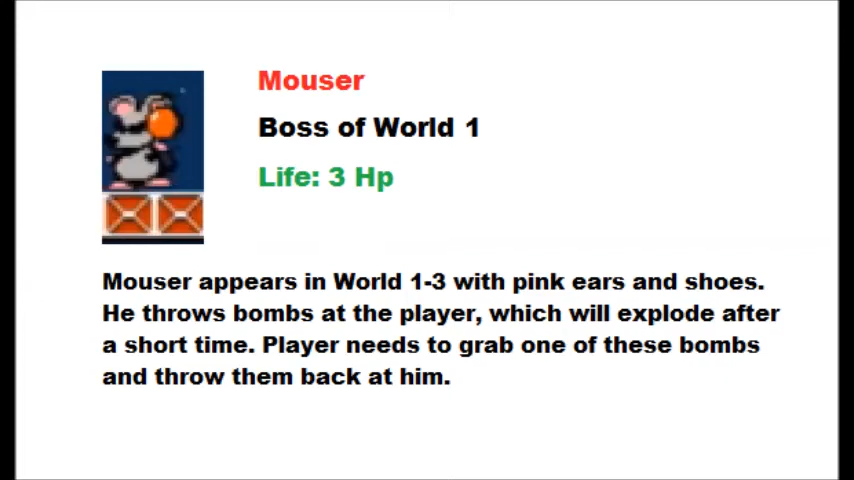 Mouser
Boss of World 1
Life: 3 Hp
Mouser appears in World 1-3 with pink ears and shoes.
He throws bombs at the player, which will explode after
a short time. Player needs to grab one of these bombs
and throw them back at him.